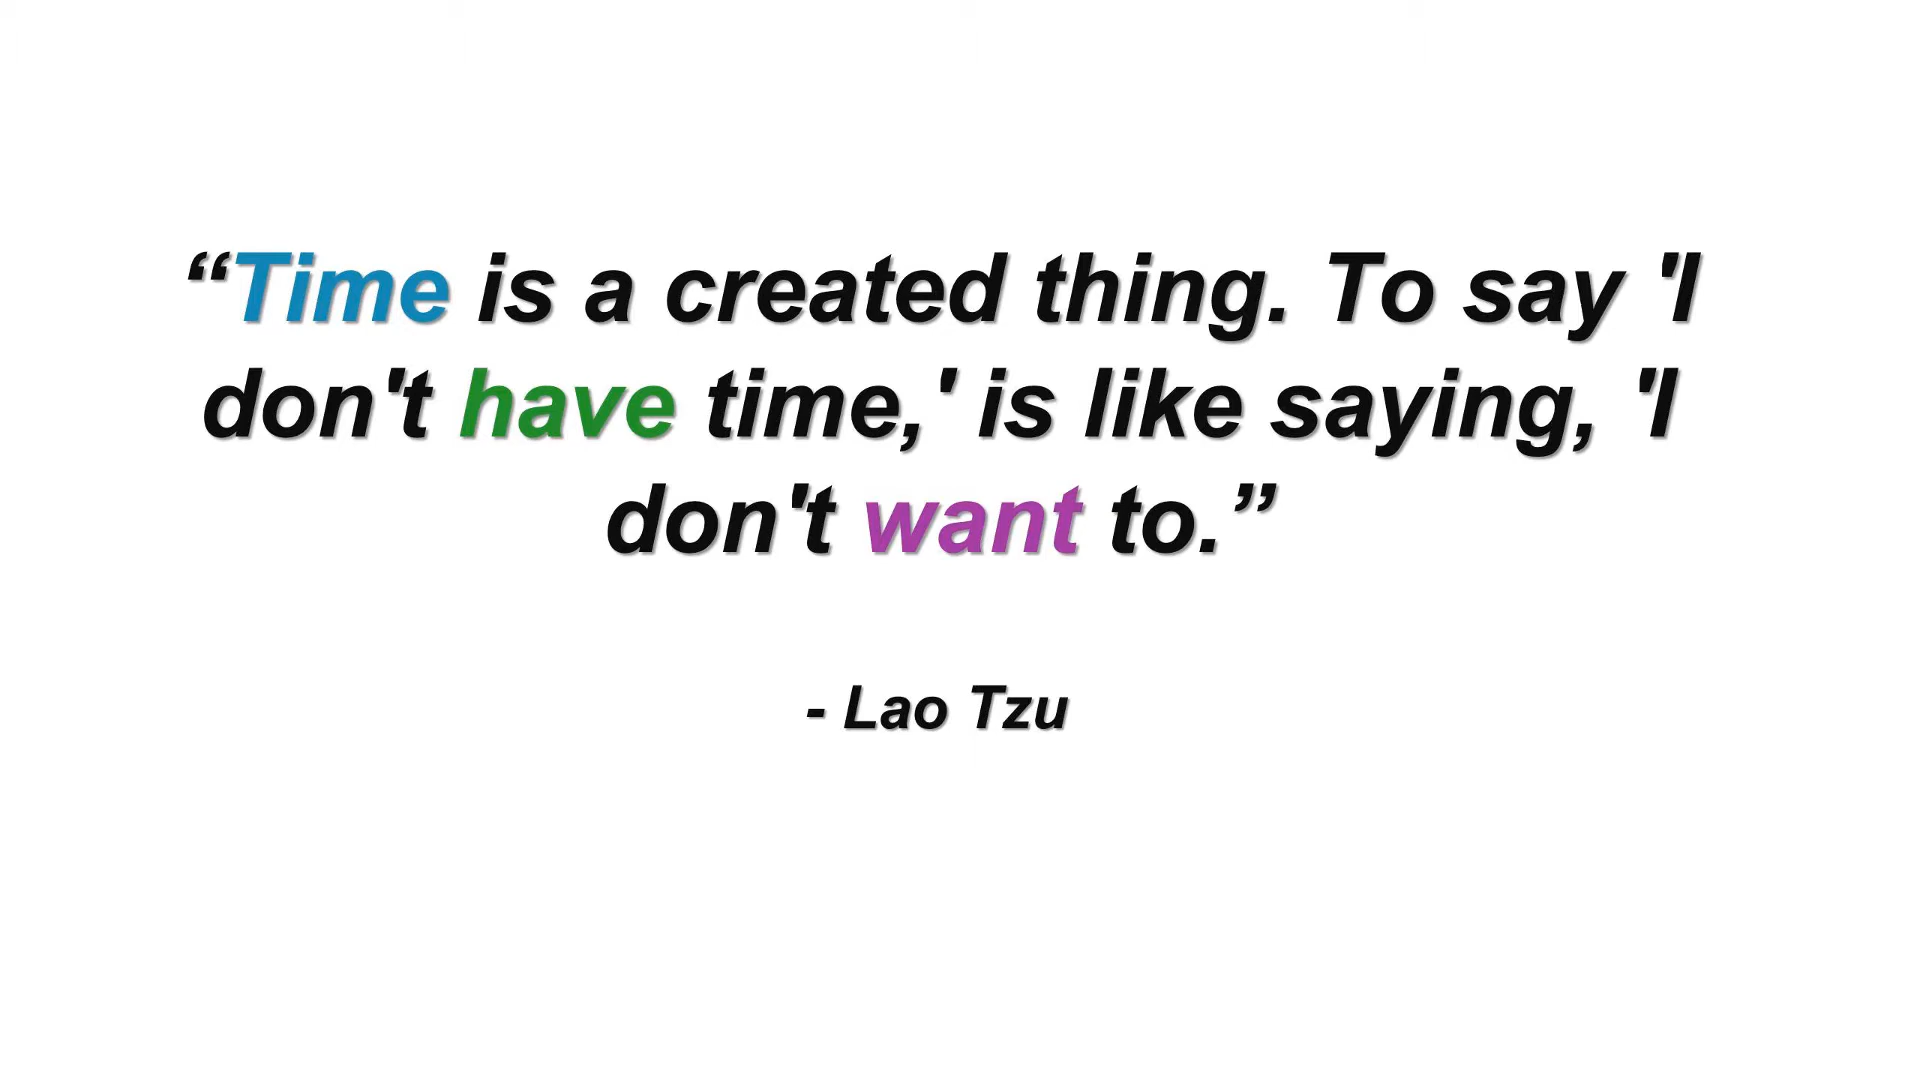 “Time is a created thing. To say 'I
don't have time,' is like saying, 'I
don't want to.”
- Lao Tzu